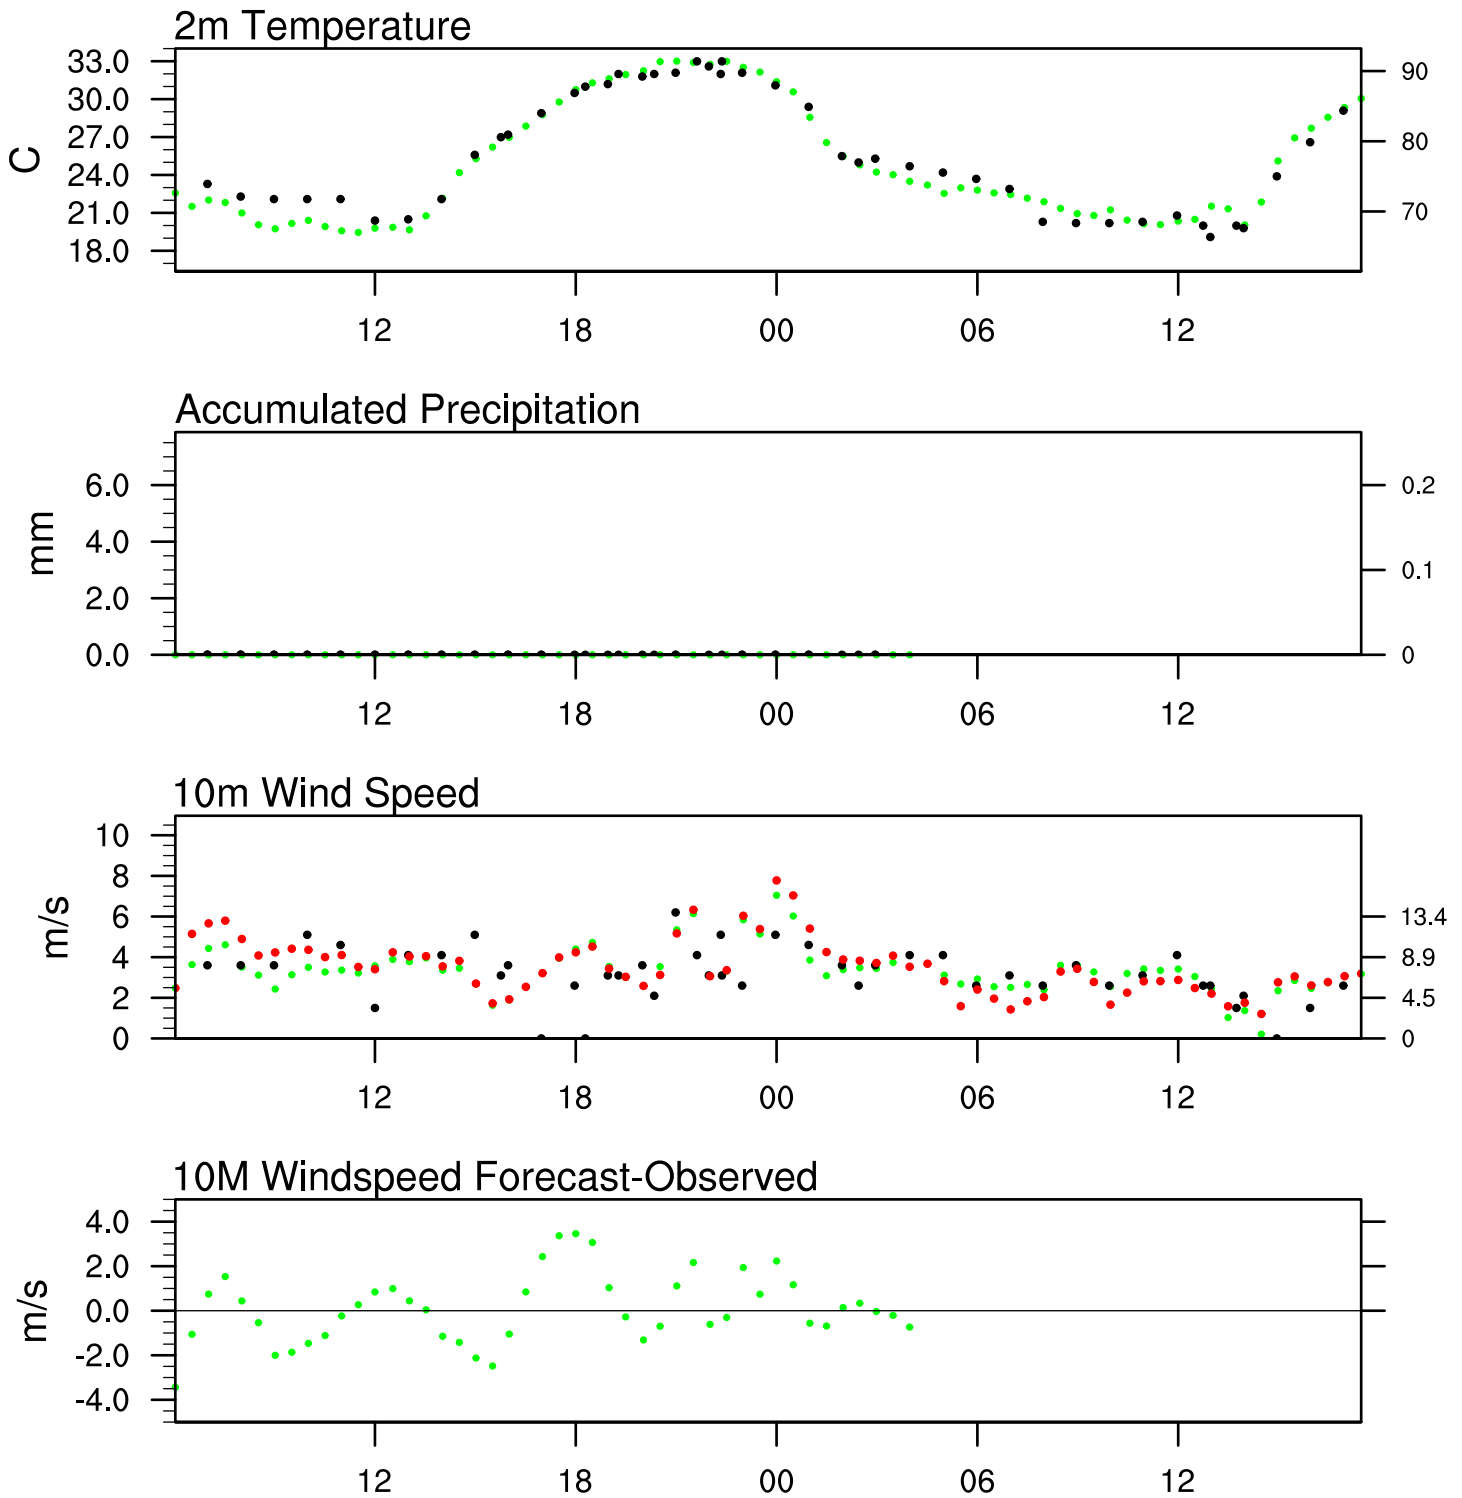 2m Temperature
33.0
30.0
27.0
24.0
21.0
18.0
C
90
80
70
12 18 00 06 12
Accumulated Precipitation
6.0
4.0
2.0
0.0
mm
0.2
0.1
0
12 18 00 06 12
10m Wind Speed
10
8
6
4
2
0
m/s
13.4
8.9
4.5
0
12 18 00 06 12
10M Windspeed Forecast-Observed
4.0
2.0
0.0
-2.0
-4.0
m/s
12 18 00 06 12